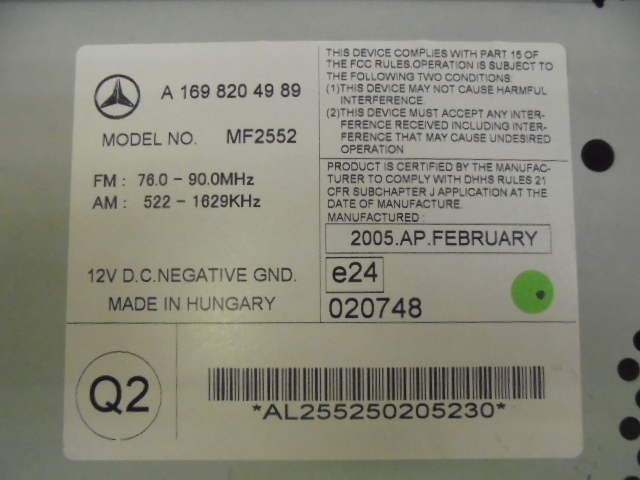 A 169 820 49 89
MODEL NO. MF2552
FM : 76.0 - 90.0MHz
AM : 522 - 1629KHz
12V D.C.NEGATIVE GND.
MADE IN HUNGARY
THIS DEVICE COMPLIES WITH PART 15 OF
THE FCC RULES.OPERATION IS SUBJECT TO
THE FOLLOWING TWO CONDITIONS:
(1)THIS DEVICE MAY NOT CAUSE HARMFUL
INTERFERENCE.
(2)THIS DEVICE MUST ACCEPT ANY INTER-
FERENCE RECEIVED INCLUDING INTER-
FERENCE THAT MAY CAUSE UNDESIRED
OPERATION
PRODUCT IS CERTIFIED BY THE MANUFAC-
TURER TO COMPLY WITH DHHS RULES 21
CFR SUBCHAPTER J APPLICATION AT THE
DATE OF MANUFACTURE.
MANUFACTURED :
2005.AP.FEBRUARY
e24
020748
Q2
*AL255250205230*